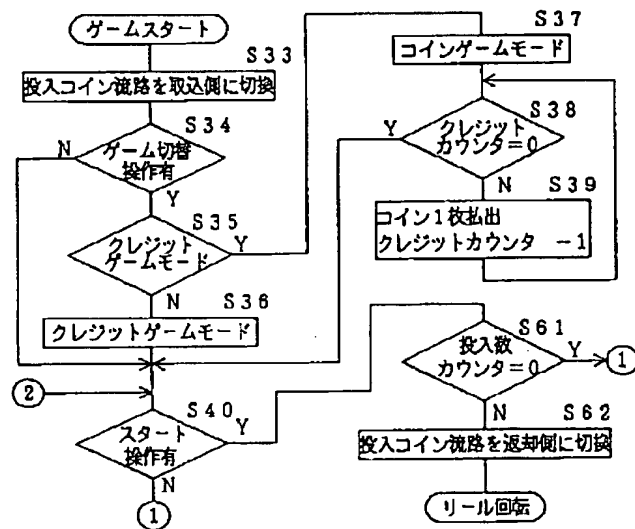 ゲームスタート
S33
投入コイン流路を取込側に切換
S34
N
ゲーム切替
操作有
Y
S35
クレジット
ゲームモード
Y
N
S36
クレジットゲームモード
②
S40
スタート
操作有
Y
N
①
S37
コインゲームモード
S38
Y
クレジット
カウンタ=0
N
S39
コイン1枚払出
クレジットカウンタ -1
S61
投入数
カウンタ=0
Y
①
N
S62
投入コイン流路を返却側に切換
リール回転